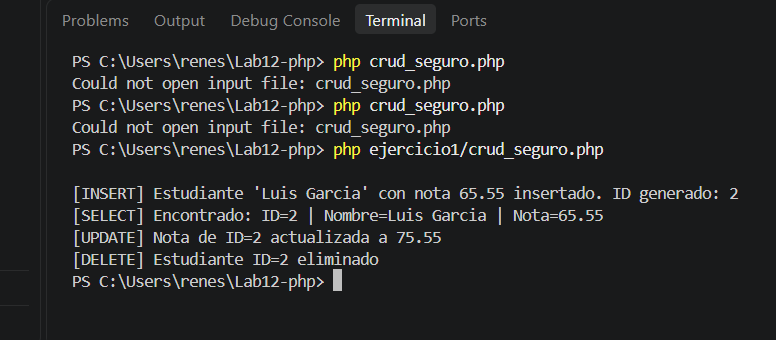 Problems Output Debug Console Terminal Ports
PS C:\Users\renes\Lab12-php> php crud_seguro.php
Could not open input file: crud_seguro.php
PS C:\Users\renes\Lab12-php> php crud_seguro.php
Could not open input file: crud_seguro.php
PS C:\Users\renes\Lab12-php> php ejercicio1/crud_seguro.php
[INSERT] Estudiante 'Luis Garcia' con nota 65.55 insertado. ID generado: 2
[SELECT] Encontrado: ID=2 | Nombre=Luis Garcia | Nota=65.55
[UPDATE] Nota de ID=2 actualizada a 75.55
[DELETE] Estudiante ID=2 eliminado
PS C:\Users\renes\Lab12-php>